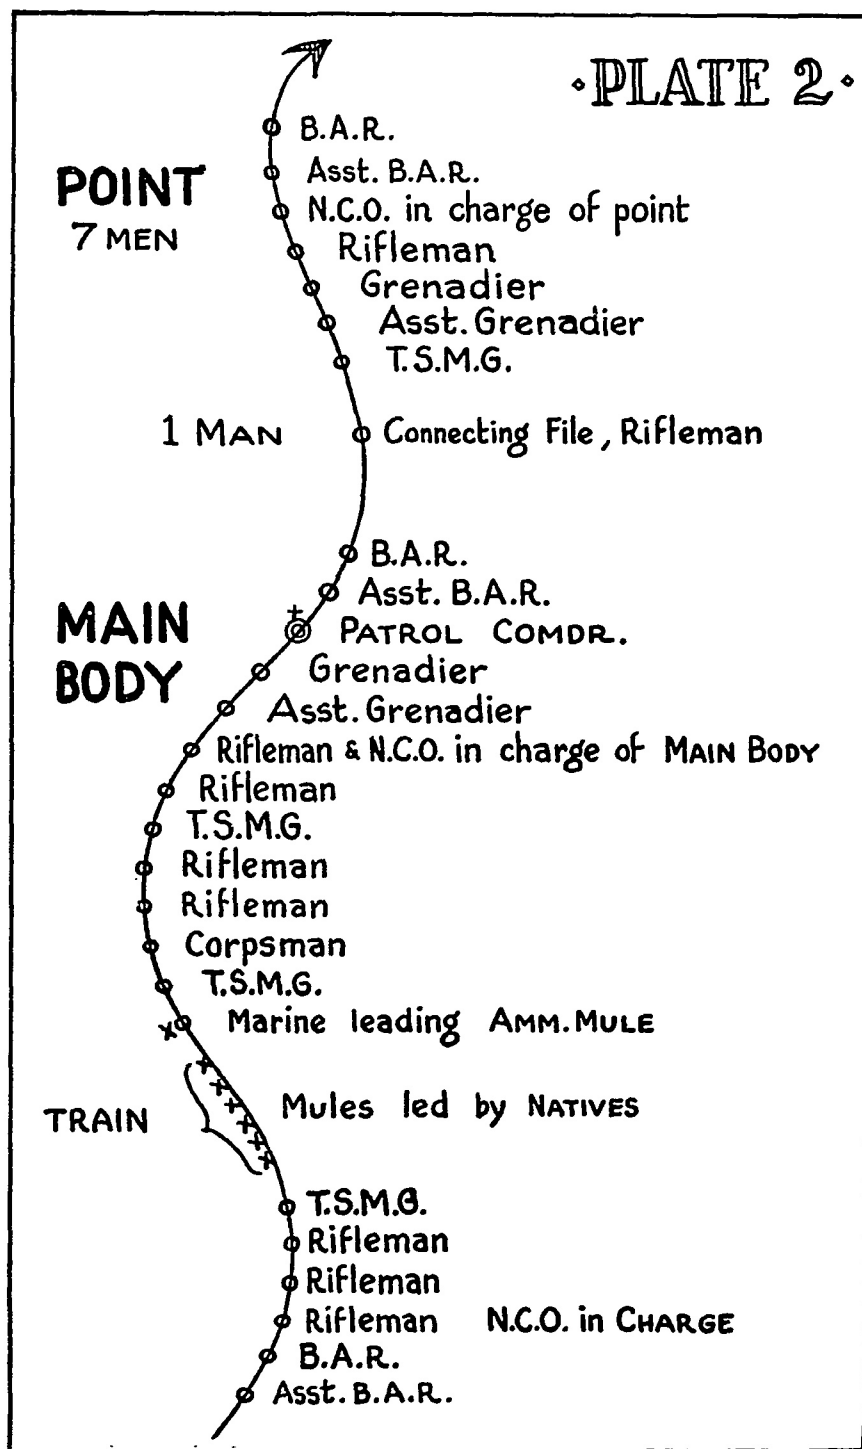 ·PLATE 2·
B.A.R.
POINT
7 MEN
Asst. B.A.R.
N.C.O. in charge of point
Rifleman
Grenadier
Asst. Grenadier
T.S.M.G.
1 MAN
Connecting File, Rifleman
B.A.R.
Asst. B.A.R.
MAIN
BODY
PATROL COMDR.
Grenadier
Asst. Grenadier
Rifleman & N.C.O. in charge of MAIN BODY
Rifleman
T.S.M.G.
Rifleman
Rifleman
Corpsman
T.S.M.G.
Marine leading AMM. MULE
TRAIN
Mules led by NATIVES
T.S.M.G.
Rifleman
Rifleman
Rifleman N.C.O. in CHARGE
B.A.R.
Asst. B.A.R.